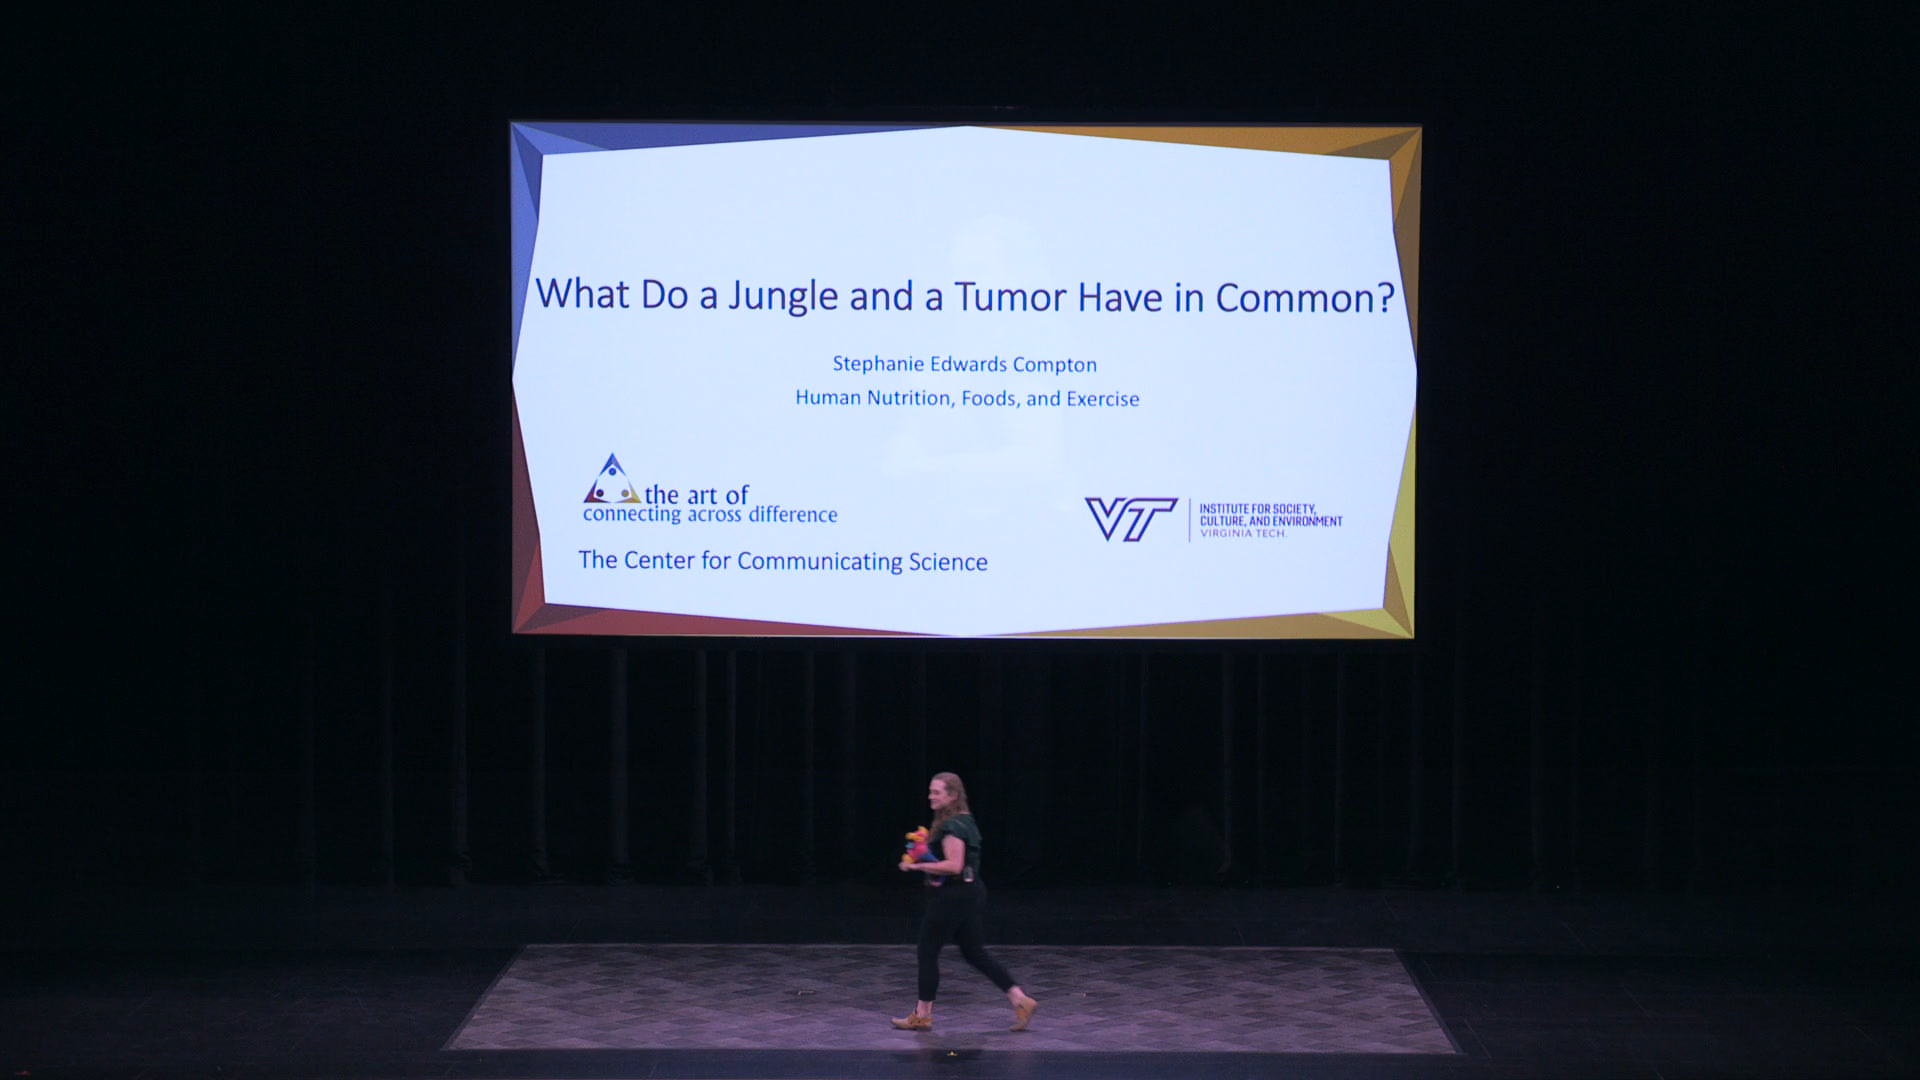 What Do a Jungle and a Tumor Have in Common?
Stephanie Edwards Compton
Human Nutrition, Foods, and Exercise
the art of
connecting across difference
The Center for Communicating Science
VT
INSTITUTE FOR SOCIETY,
CULTURE, AND ENVIRONMENT
VIRGINIA TECH.